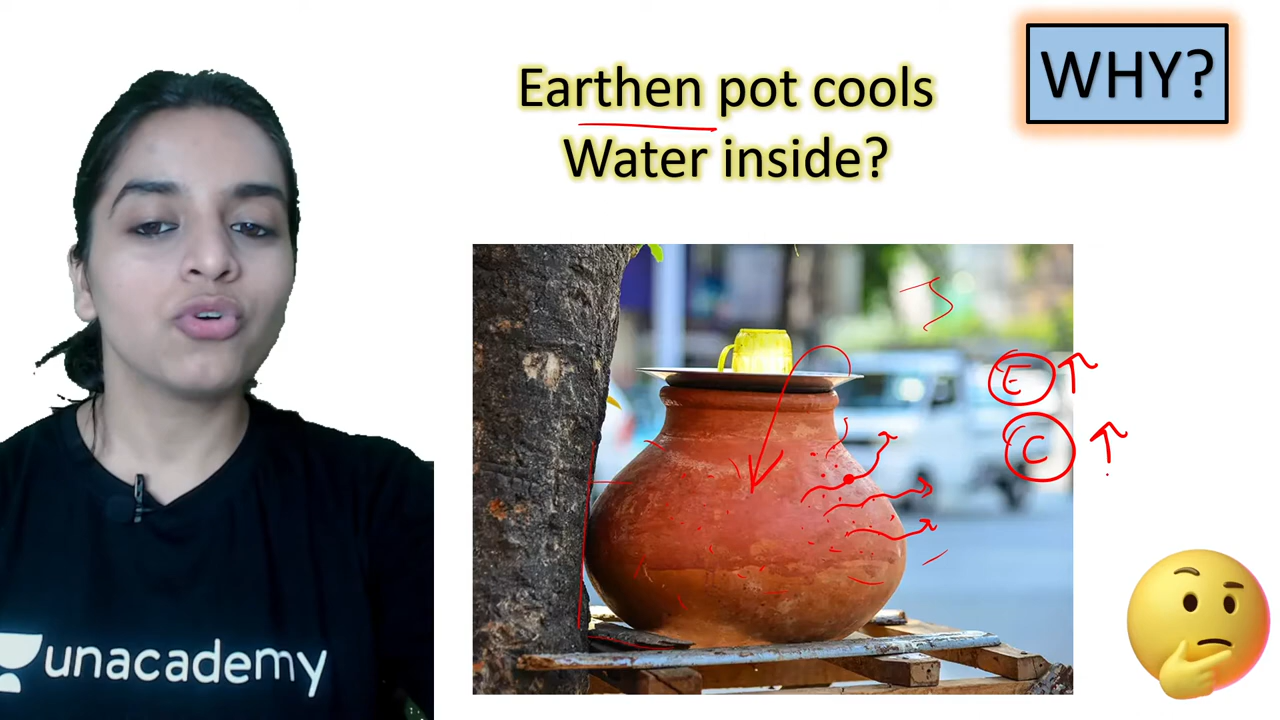 WHY?
Earthen pot cools
Water inside?
E ↑
C ↑
unacademy